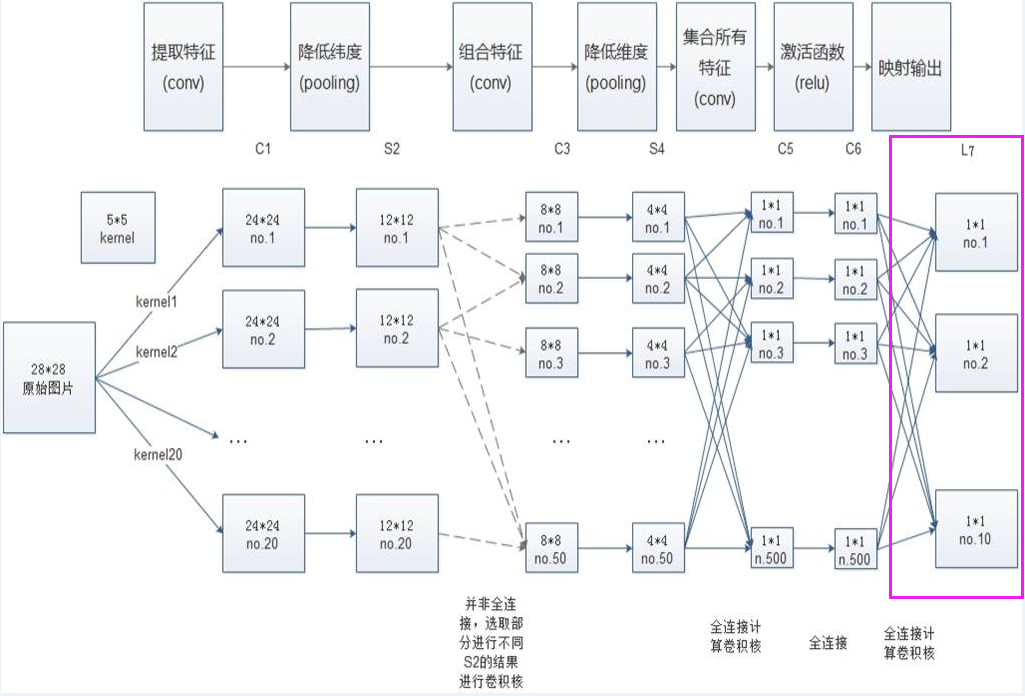 提取特征
(conv)
降低纬度
(pooling)
组合特征
(conv)
降低维度
(pooling)
集合所有
特征
(conv)
激活函数
(relu)
映射输出
C1
S2
C3
S4
C5
C6
L7
5*5
kernel
28*28
原始图片
kernel1
kernel2
kernel20
24*24
no.1
24*24
no.2
...
24*24
no.20
12*12
no.1
12*12
no.2
...
12*12
no.20
8*8
no.1
8*8
no.2
8*8
no.3
...
8*8
no.50
4*4
no.1
4*4
no.2
4*4
no.3
...
4*4
no.50
1*1
no.1
1*1
no.2
1*1
no.3
1*1
n.500
1*1
no.1
1*1
no.2
1*1
no.3
1*1
n.500
1*1
no.1
1*1
no.2
1*1
no.10
并非全连
接，选取部
分进行不同
S2的结果
进行卷积核
全连接计
算卷积核
全连接
全连接计
算卷积核